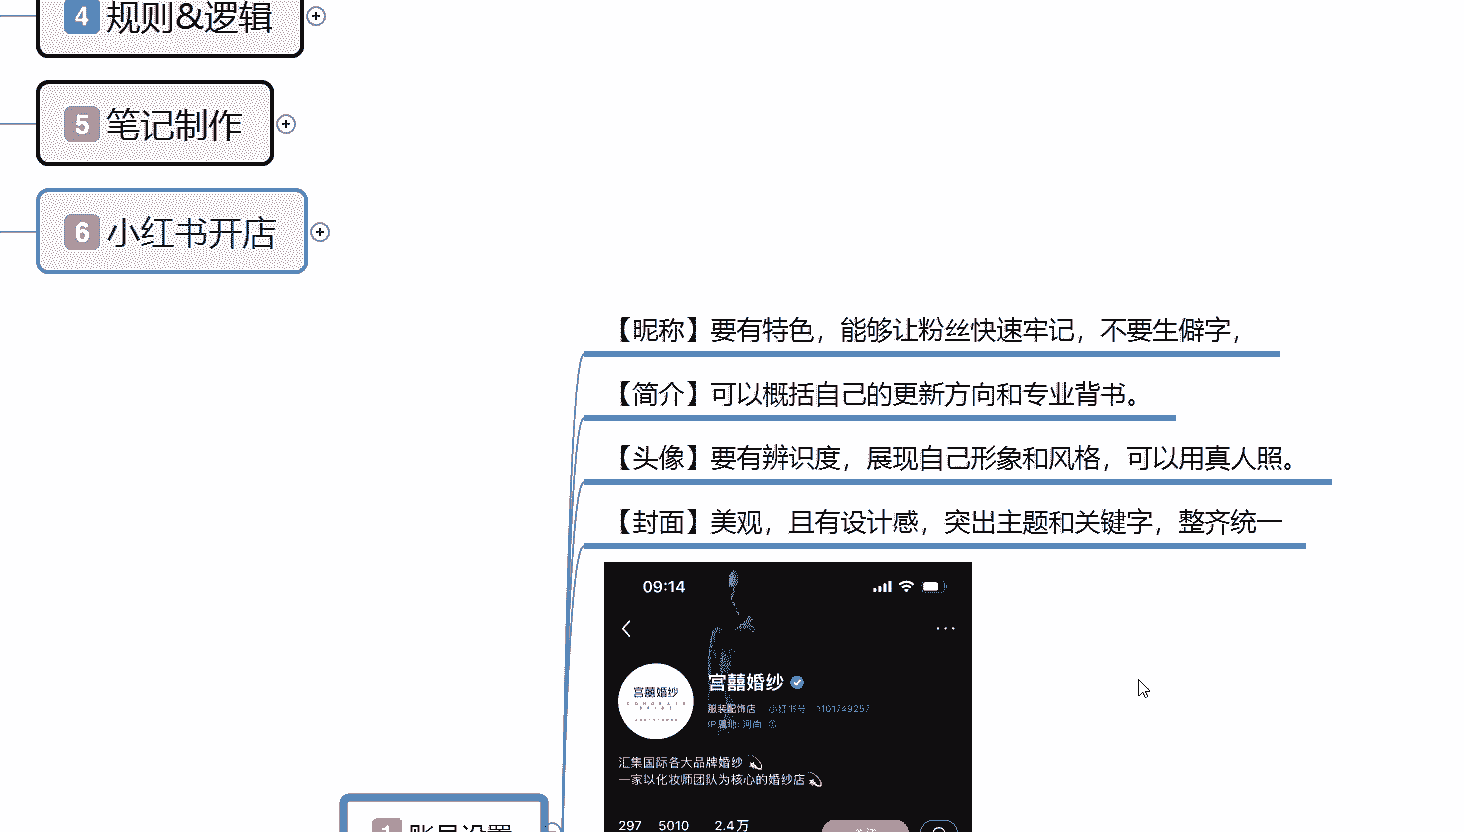 4 规则&逻辑
5 笔记制作
6 小红书开店
【昵称】要有特色，能够让粉丝快速牢记，不要生僻字，
【简介】可以概括自己的更新方向和专业背书。
【头像】要有辨识度，展现自己形象和风格，可以用真人照。
【封面】美观，且有设计感，突出主题和关键字，整齐统一
09:14
宫囍婚纱
宫囍婚纱
服装配饰店 小红书号
IP属地: 河南
汇集国际各大品牌婚纱
一家以化妆师团队为核心的婚纱店
297 5010 2.4万
1 账号设置